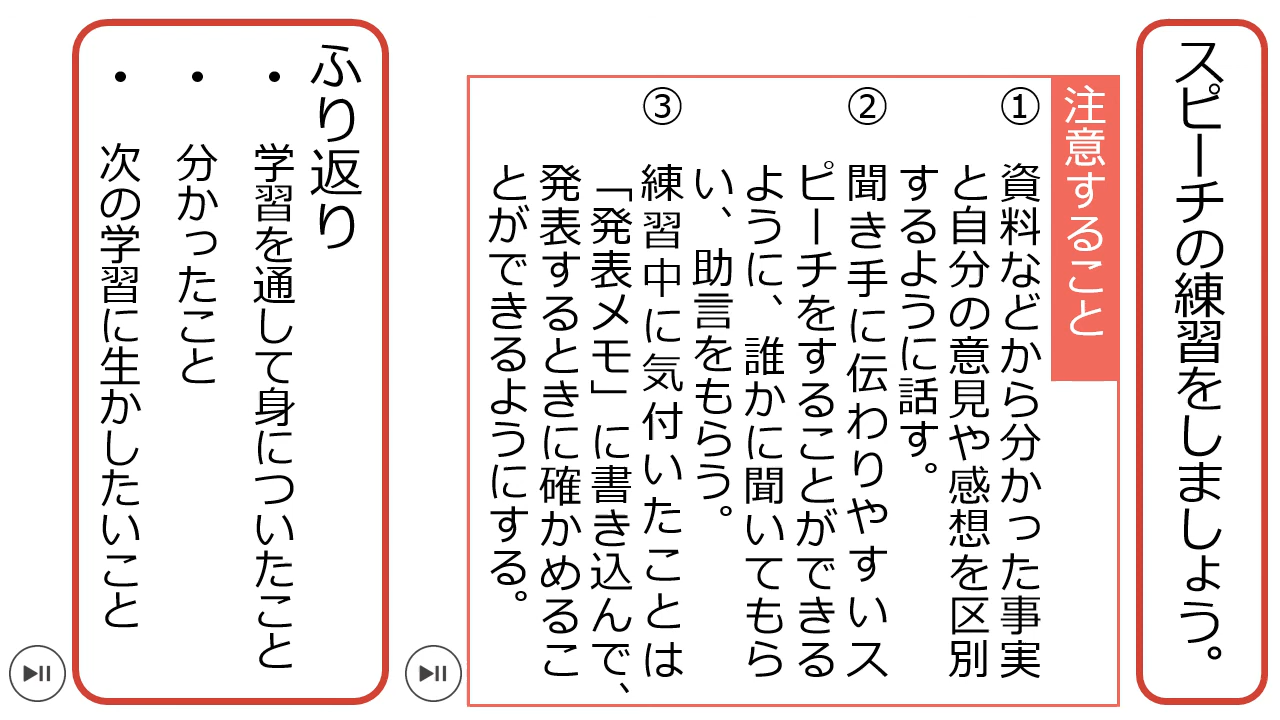 スピーチの練習をしましょう。
注意すること
① 資料などから分かった事実
と自分の意見や感想を区別
するように話す。
② 聞き手に伝わりやすいス
ピーチをすることができる
ように、誰かに聞いてもら
い、助言をもらう。
③ 練習中に気付いたことは
「発表メモ」に書き込んで、
発表するときに確かめるこ
とができるようにする。
ふり返り
・ 学習を通して身についたこと
・ 分かったこと
・ 次の学習に生かしたいこと